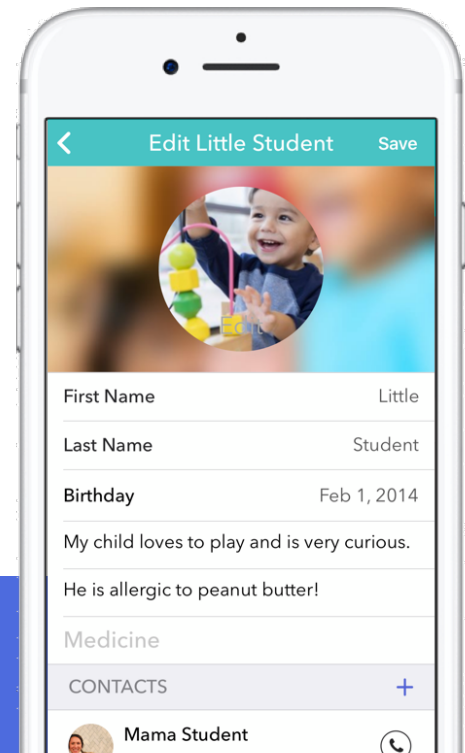 Edit Little Student Save
Edit
First Name Little
Last Name Student
Birthday Feb 1, 2014
My child loves to play and is very curious.
He is allergic to peanut butter!
Medicine
CONTACTS +
Mama Student